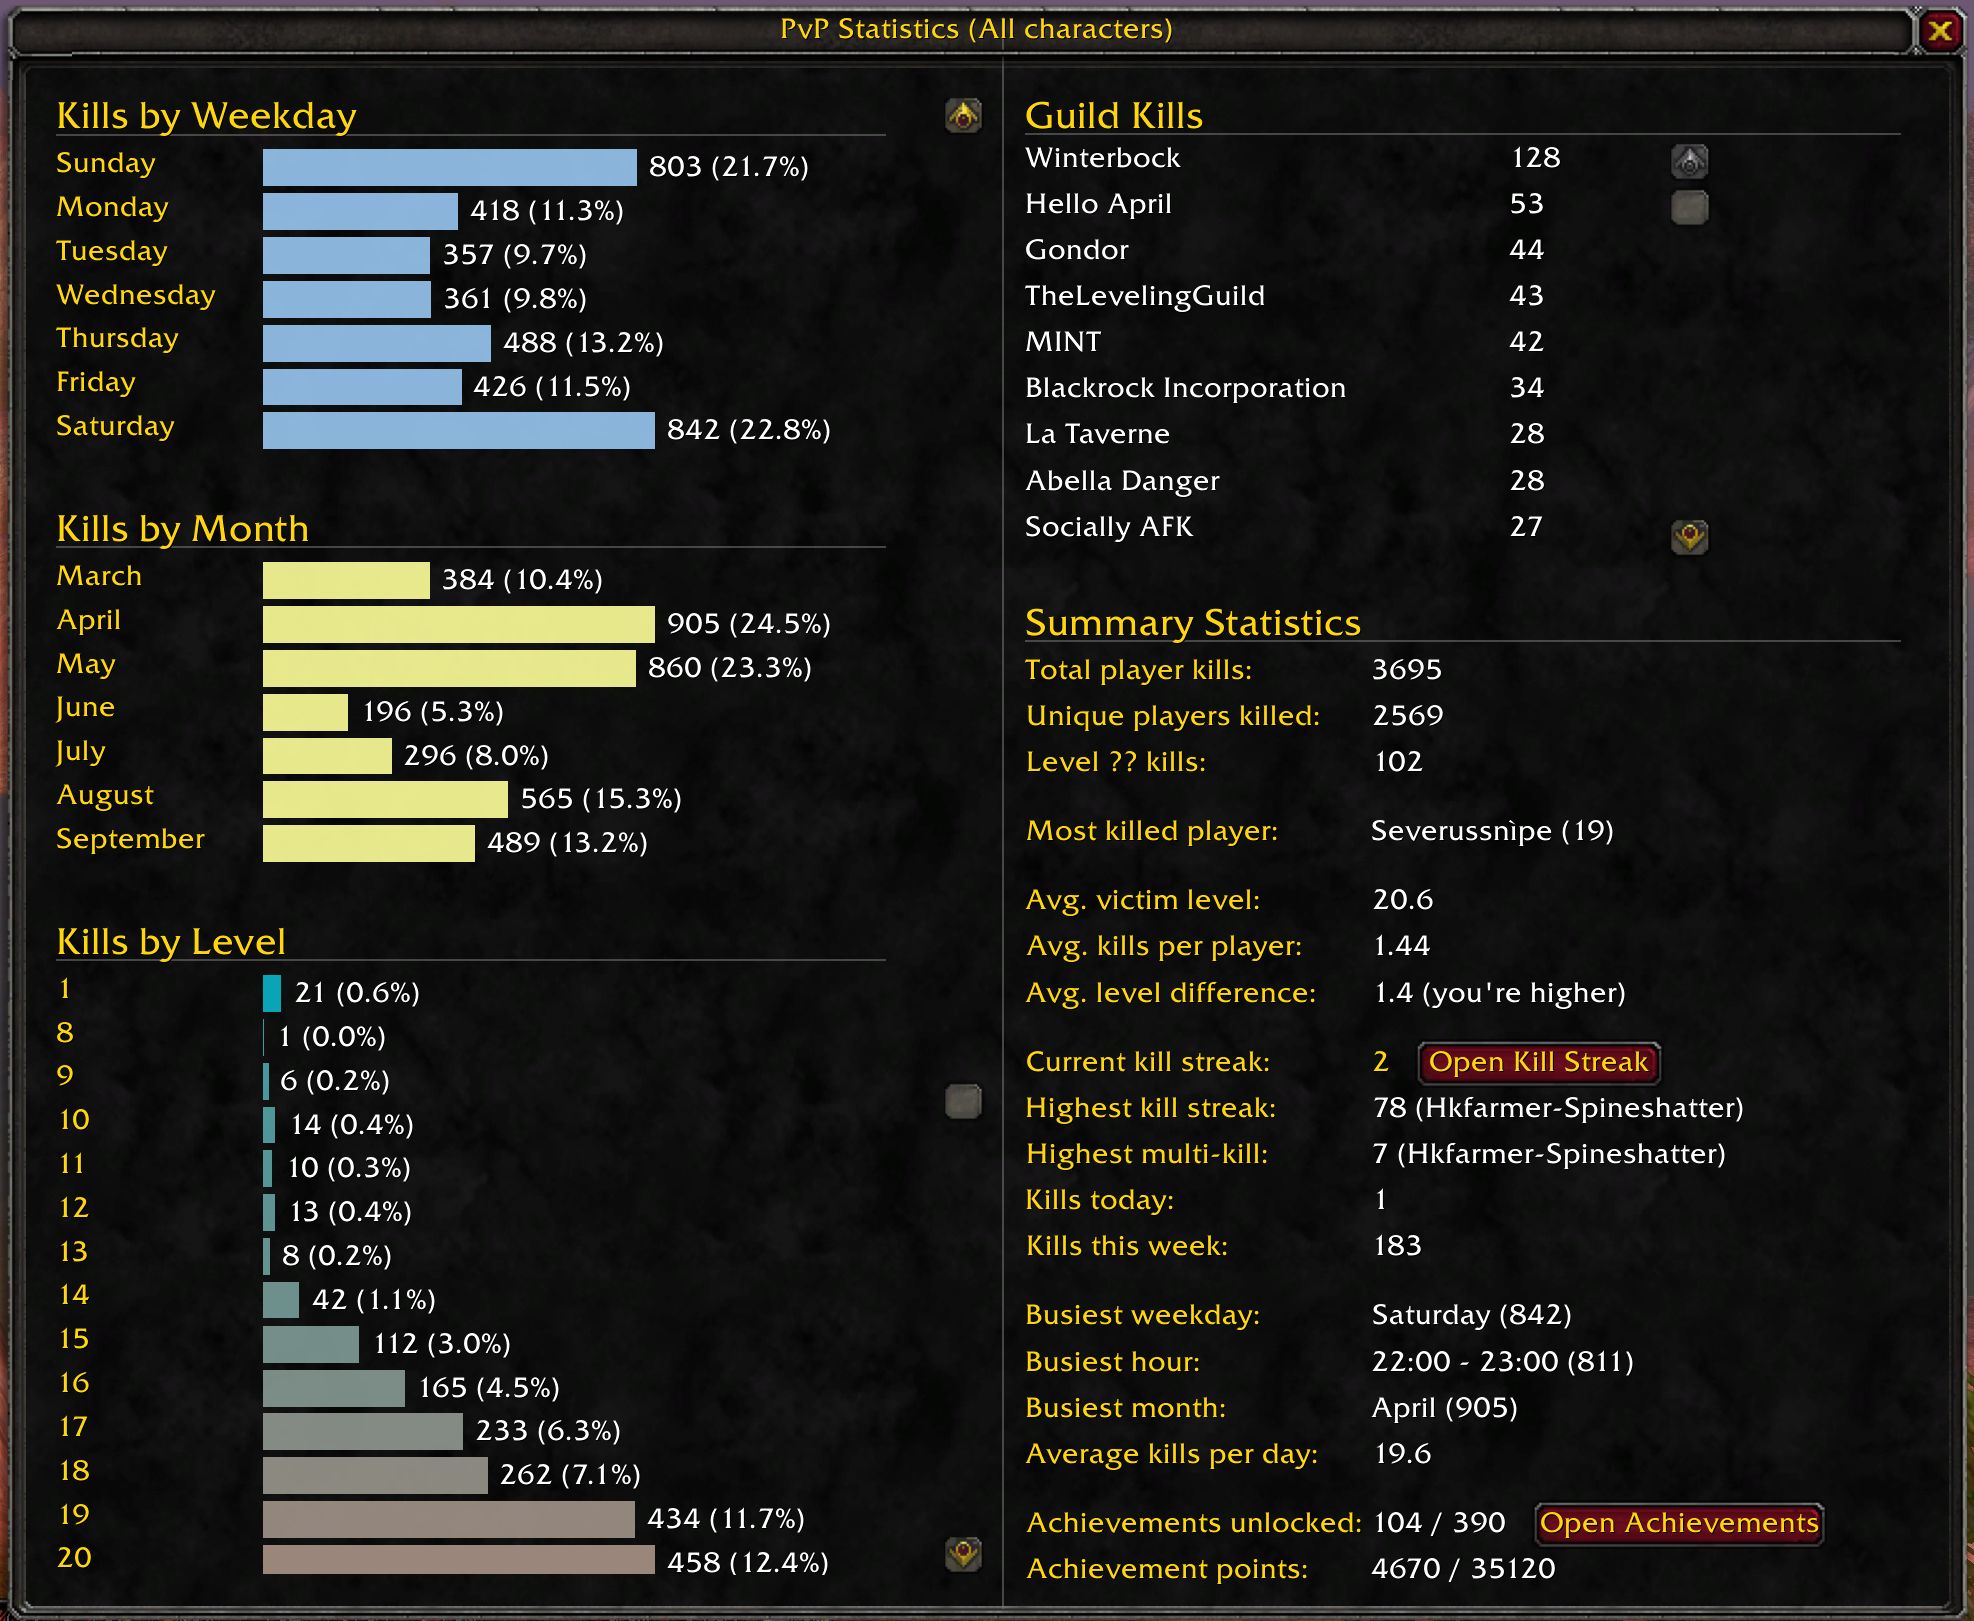 PvP Statistics (All characters)
Kills by Weekday
Sunday 803 (21.7%)
Monday 418 (11.3%)
Tuesday 357 (9.7%)
Wednesday 361 (9.8%)
Thursday 488 (13.2%)
Friday 426 (11.5%)
Saturday 842 (22.8%)
Kills by Month
March 384 (10.4%)
April 905 (24.5%)
May 860 (23.3%)
June 196 (5.3%)
July 296 (8.0%)
August 565 (15.3%)
September 489 (13.2%)
Kills by Level
1 21 (0.6%)
8 1 (0.0%)
9 6 (0.2%)
10 14 (0.4%)
11 10 (0.3%)
12 13 (0.4%)
13 8 (0.2%)
14 42 (1.1%)
15 112 (3.0%)
16 165 (4.5%)
17 233 (6.3%)
18 262 (7.1%)
19 434 (11.7%)
20 458 (12.4%)
Guild Kills
Winterbock 128
Hello April 53
Gondor 44
TheLevelingGuild 43
MINT 42
Blackrock Incorporation 34
La Taverne 28
Abella Danger 28
Socially AFK 27
Summary Statistics
Total player kills: 3695
Unique players killed: 2569
Level ?? kills: 102
Most killed player: Severussnìpe (19)
Avg. victim level: 20.6
Avg. kills per player: 1.44
Avg. level difference: 1.4 (you're higher)
Current kill streak: 2 Open Kill Streak
Highest kill streak: 78 (Hkfarmer-Spineshatter)
Highest multi-kill: 7 (Hkfarmer-Spineshatter)
Kills today: 1
Kills this week: 183
Busiest weekday: Saturday (842)
Busiest hour: 22:00 - 23:00 (811)
Busiest month: April (905)
Average kills per day: 19.6
Achievements unlocked: 104 / 390 Open Achievements
Achievement points: 4670 / 35120